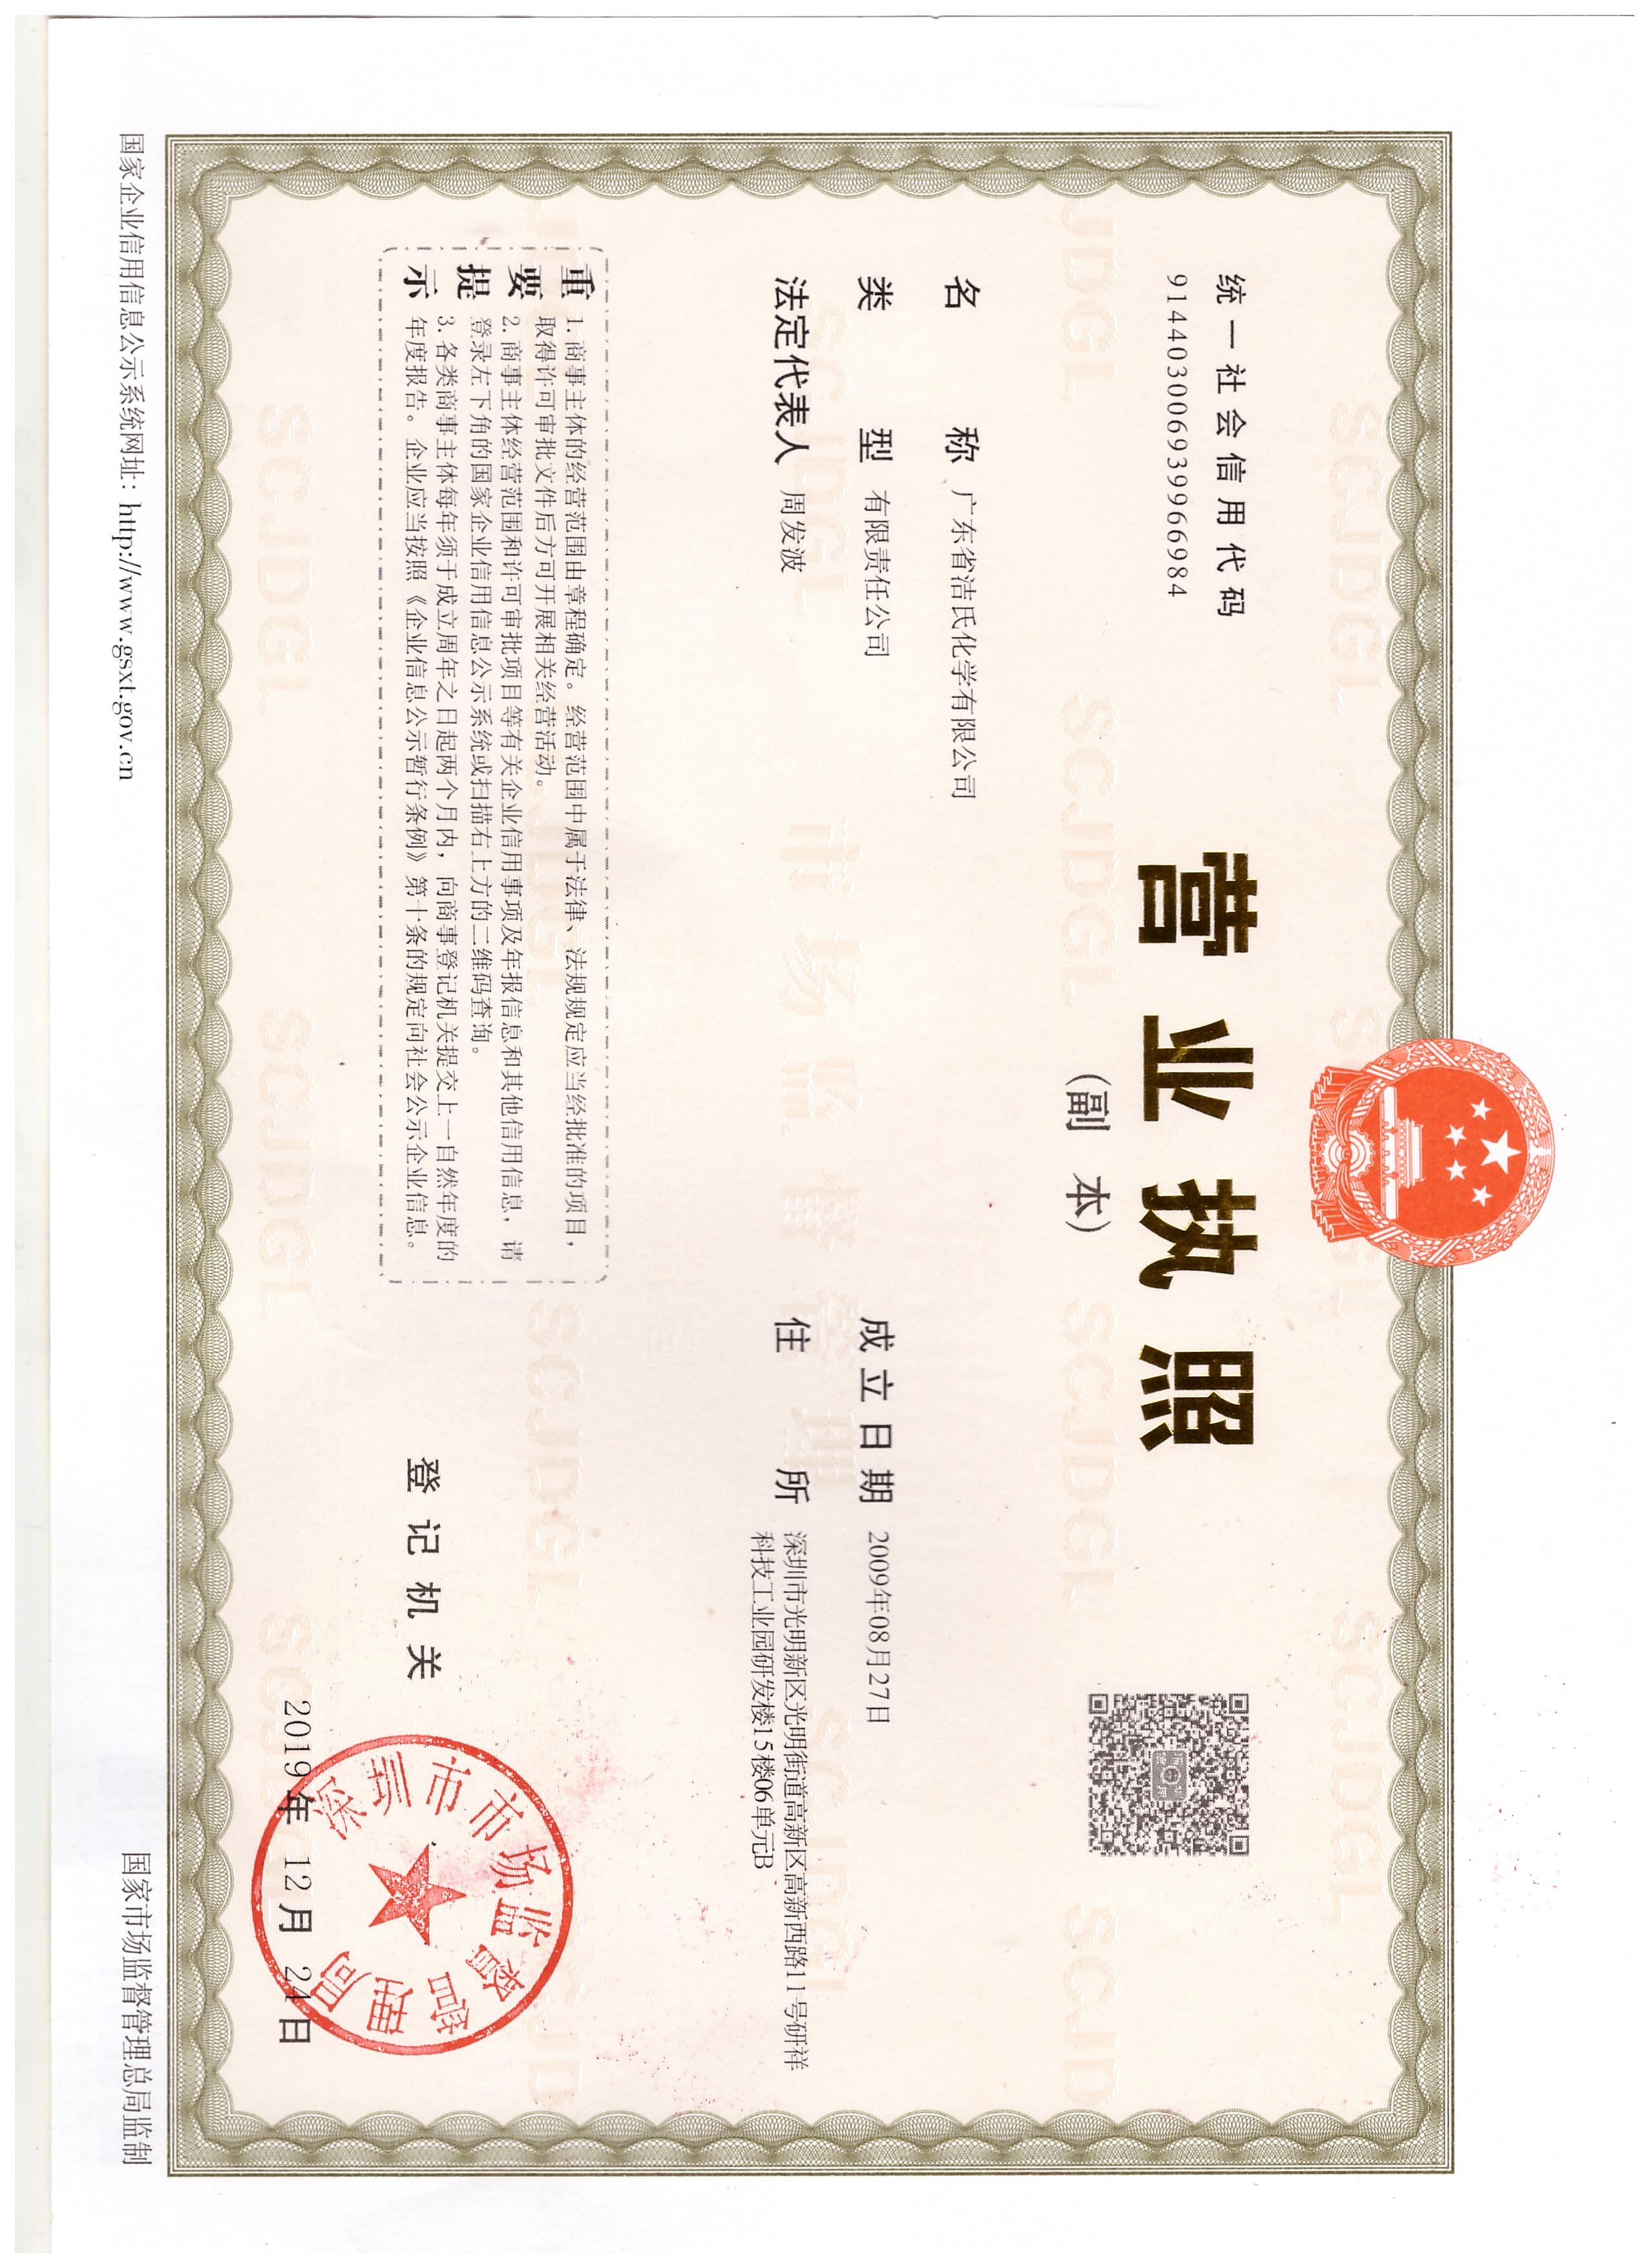 统一社会信用代码
914403006939966984
营业执照
(副 本)
名 称 广东省洁氏化学有限公司
类 型 有限责任公司
法定代表人 周发波
成立日期 2009年08月27日
住 所 深圳市光明新区光明街道高新区高新西路11号研祥
科技工业园研发楼15楼06单元B
重要提示
1. 商事主体的经营范围由章程确定。经营范围中属于法律、法规规定应当经批准的项目，
取得许可审批文件后方可开展相关经营活动。
2. 商事主体经营范围和许可审批项目等有关企业信用事项及年报信息和其他信用信息，请
登录左下角的国家企业信用信息公示系统或扫描右上方的二维码查询。
3. 各类商事主体每年须于成立周年之日起两个月内，向商事登记机关提交上一自然年度的
年度报告。企业应当按照《企业信息公示暂行条例》第十条的规定向社会公示企业信息。
登记机关
深圳市市场监督管理局
2019年 12月 24日
国家企业信用信息公示系统网址：http://www.gsxt.gov.cn
国家市场监督管理总局监制
SCJDGL
市场监督管理